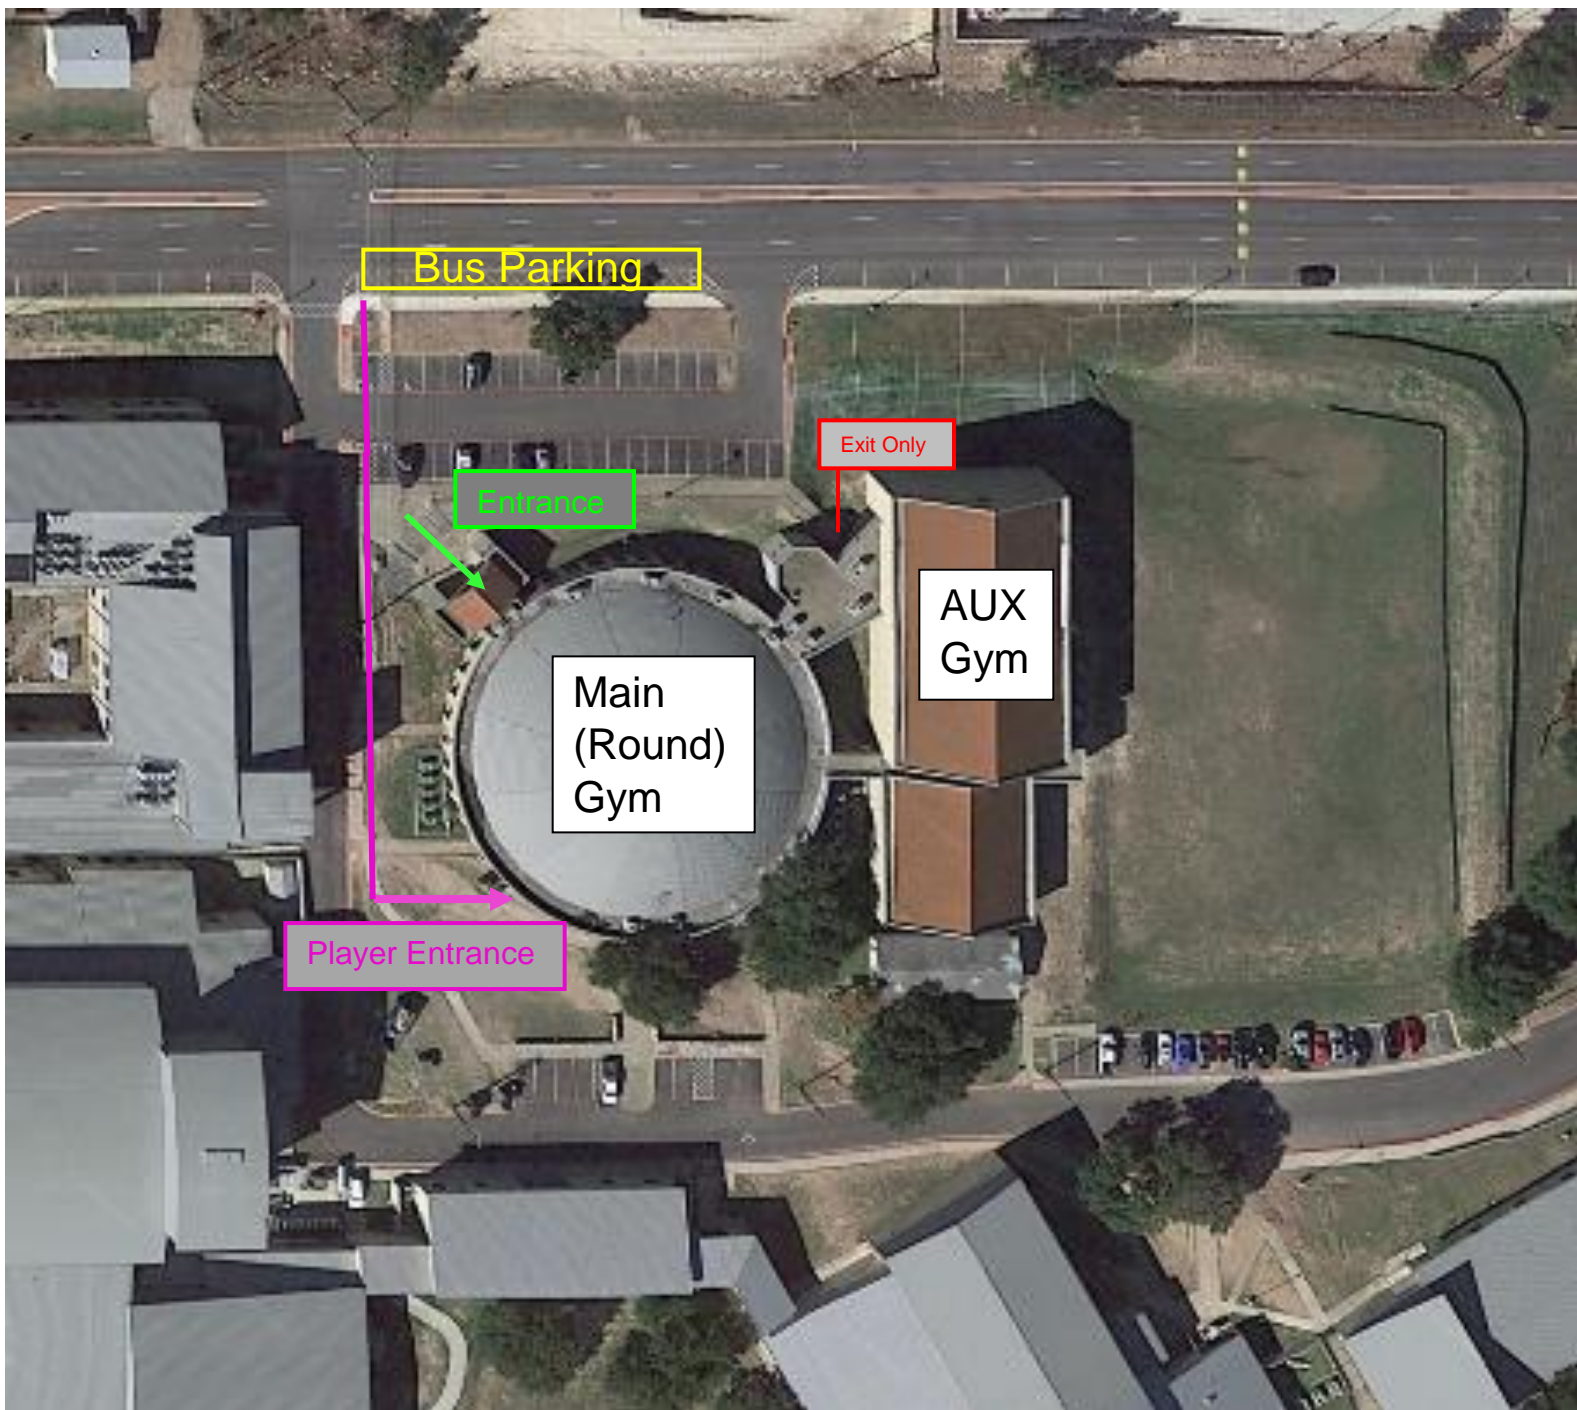 Bus Parking
Exit Only
Entrance
AUX
Gym
Main
(Round)
Gym
Player Entrance